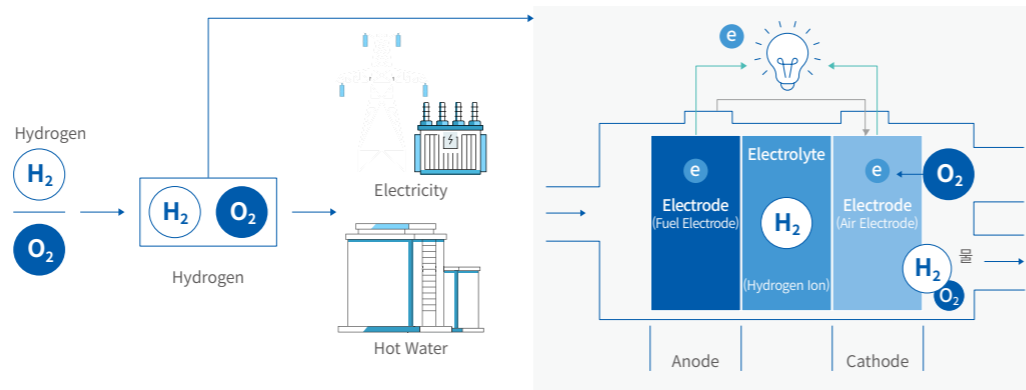 Hydrogen
H2
O2
H2
O2
Hydrogen
Electricity
Hot Water
e
Electrolyte
e
e
O2
Electrode
(Fuel Electrode)
H2
Electrode
(Air Electrode)
(Hydrogen Ion)
H2
O2
물
Anode
Cathode